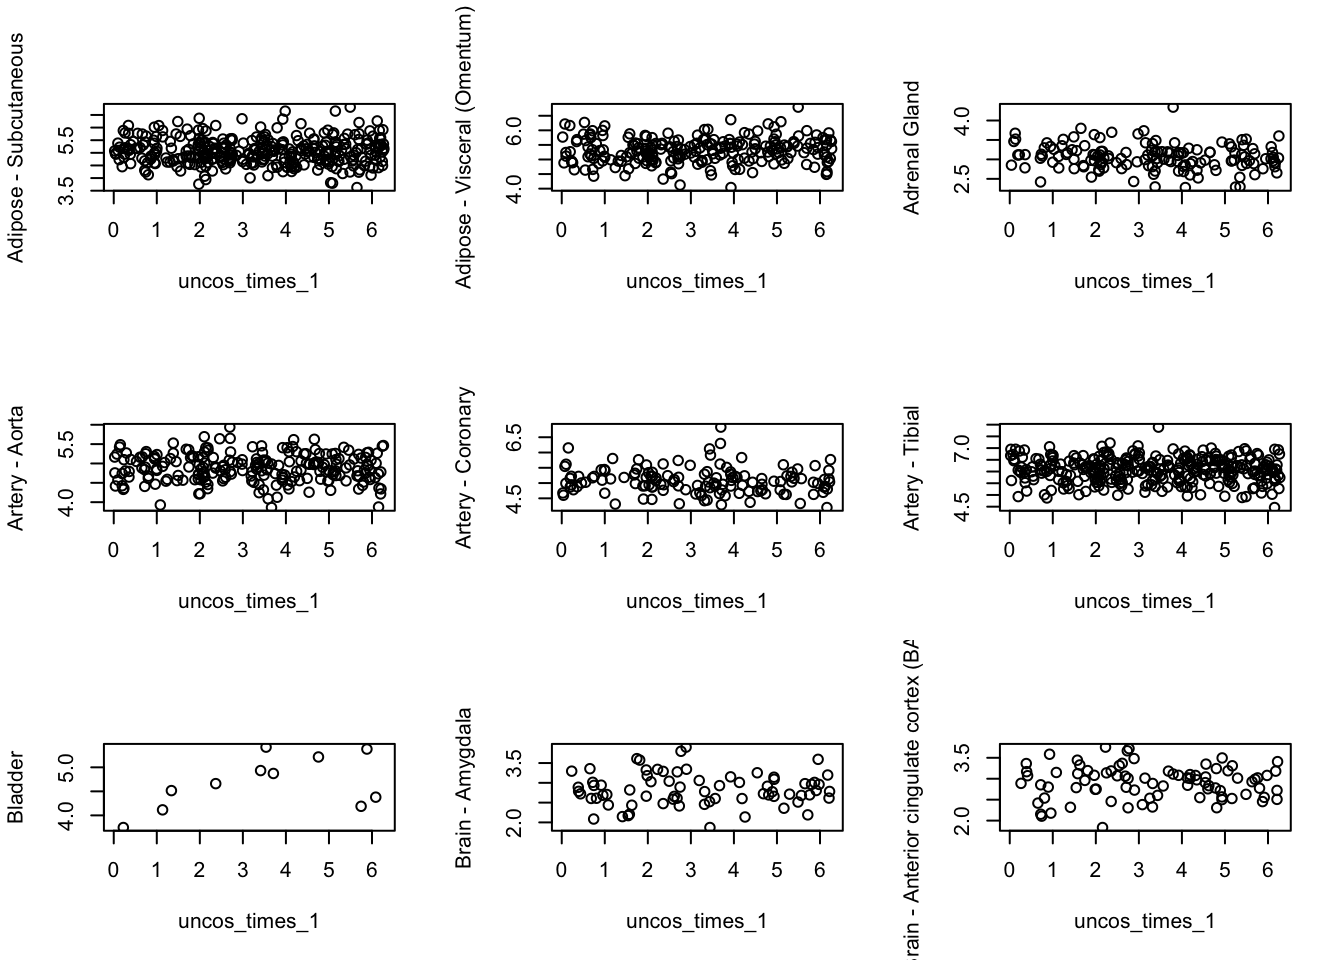 Adipose - Subcutaneous
3.5 5.5
0 1 2 3 4 5 6
uncos_times_1
Adipose - Visceral (Omentum)
4.0 6.0
0 1 2 3 4 5 6
uncos_times_1
Adrenal Gland
2.5 4.0
0 1 2 3 4 5 6
uncos_times_1
Artery - Aorta
4.0 5.5
0 1 2 3 4 5 6
uncos_times_1
Artery - Coronary
4.5 6.5
0 1 2 3 4 5 6
uncos_times_1
Artery - Tibial
4.5 7.0
0 1 2 3 4 5 6
uncos_times_1
Bladder
4.0 5.0
0 1 2 3 4 5 6
uncos_times_1
Brain - Amygdala
2.0 3.5
0 1 2 3 4 5 6
uncos_times_1
rain - Anterior cingulate cortex (BA
2.0 3.5
0 1 2 3 4 5 6
uncos_times_1